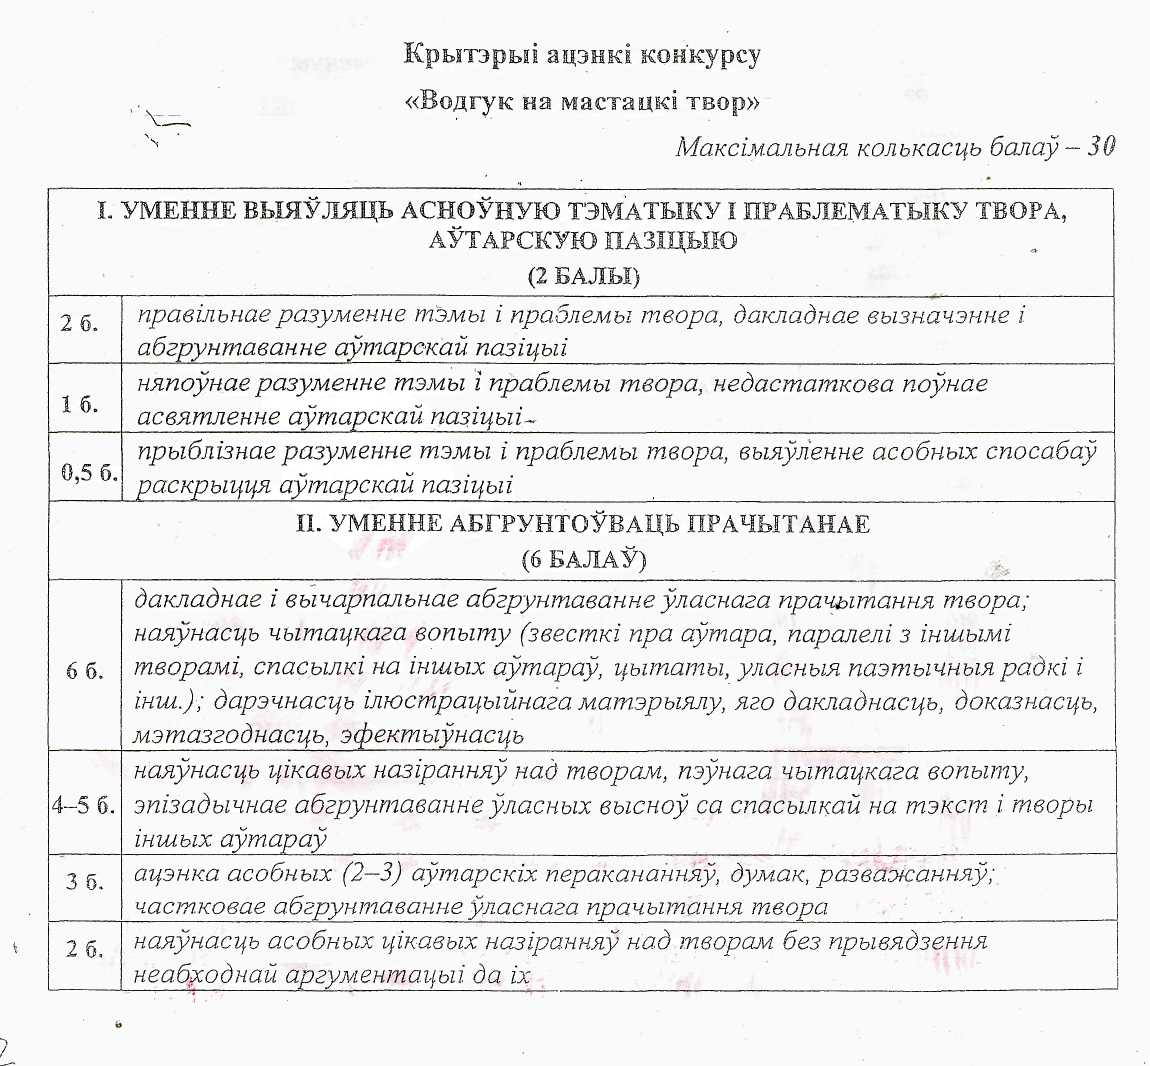 Крытэрыі ацэнкі конкурсу
«Водгук на мастацкі твор»
Максімальная колькасць балаў – 30
І. УМЕННЕ ВЫЯЎЛЯЦЬ АСНОЎНУЮ ТЭМАТЫКУ І ПРАБЛЕМАТЫКУ ТВОРА,
АЎТАРСКУЮ ПАЗІЦЫЮ
(2 БАЛЫ)
2 б.
правільнае разуменне тэмы і праблемы твора, дакладнае вызначэнне і
абгрунтаванне аўтарскай пазіцыі
1 б.
няпоўнае разуменне тэмы і праблемы твора, недастаткова поўнае
асвятленне аўтарскай пазіцыі
0,5 б.
прыблізнае разуменне тэмы і праблемы твора, выяўленне асобных спосабаў
раскрыцця аўтарскай пазіцыі
ІІ. УМЕННЕ АБГРУНТОЎВАЦЬ ПРАЧЫТАНАЕ
(6 БАЛАЎ)
6 б.
дакладнае і вычарпальнае абгрунтаванне ўласнага прачытання твора;
наяўнасць чытацкага вопыту (звесткі пра аўтара, паралелі з іншымі
творамі, спасылкі на іншых аўтараў, цытаты, уласныя паэтычныя радкі і
інш.); дарэчнасць ілюстрацыйнага матэрыялу, яго дакладнасць, доказнасць,
мэтазгоднасць, эфектыўнасць
4–5 б.
наяўнасць цікавых назіранняў над творам, пэўнага чытацкага вопыту,
эпізадычнае абгрунтаванне ўласных высноў са спасылкай на тэкст і творы
іншых аўтараў
3 б.
ацэнка асобных (2–3) аўтарскіх перакананняў, думак, разважанняў;
частковае абгрунтаванне ўласнага прачытання твора
2 б.
наяўнасць асобных цікавых назіранняў над творам без прывядзення
неабходнай аргументацыі да іх
2